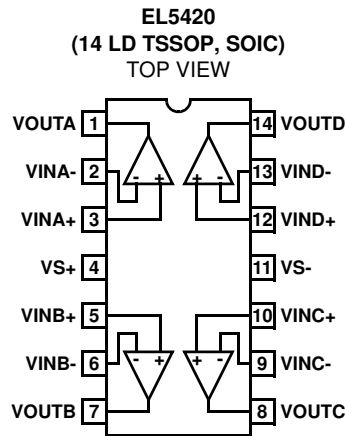 EL5420
(14 LD TSSOP, SOIC)
TOP VIEW
VOUTA 1 14 VOUTD
VINA- 2 13 VIND-
- + + -
VINA+ 3 12 VIND+
VS+ 4 11 VS-
VINB+ 5 10 VINC+
- + + -
VINB- 6 9 VINC-
VOUTB 7 8 VOUTC